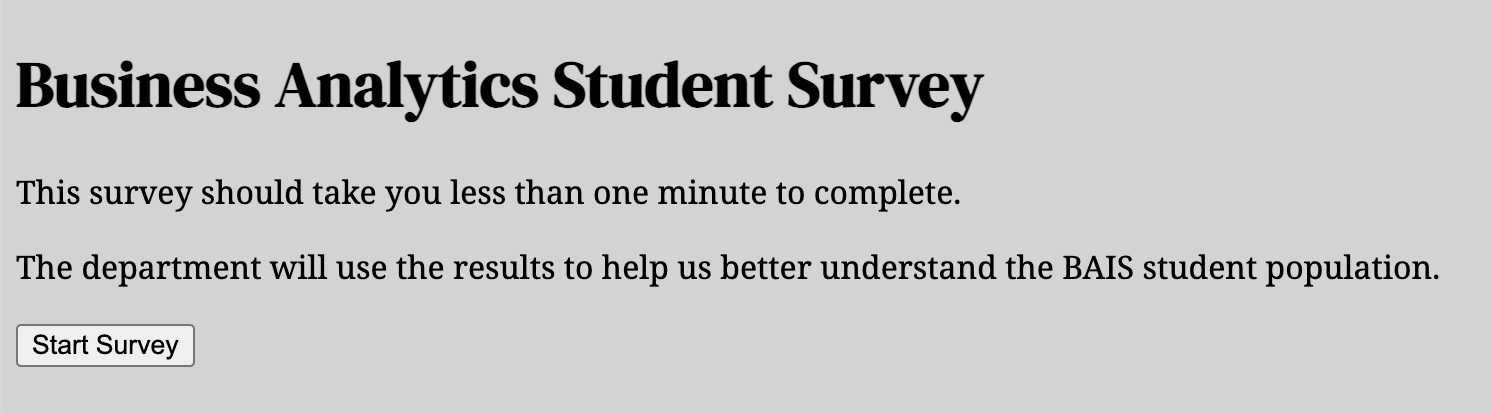 Business Analytics Student Survey
This survey should take you less than one minute to complete.
The department will use the results to help us better understand the BAIS student population.
Start Survey